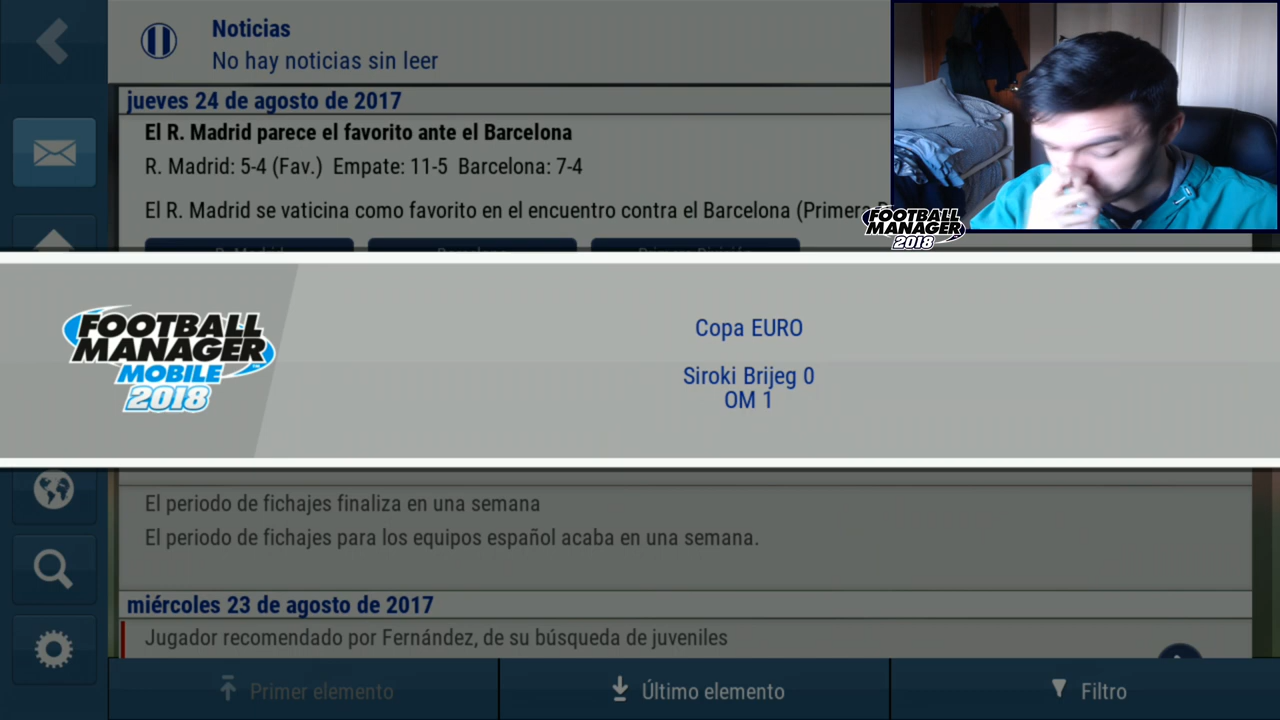 Noticias
No hay noticias sin leer
jueves 24 de agosto de 2017
El R. Madrid parece el favorito ante el Barcelona
R. Madrid: 5-4 (Fav.) Empate: 11-5 Barcelona: 7-4
El R. Madrid se vaticina como favorito en el encuentro contra el Barcelona (Primera
FOOTBALL
MANAGER
2018
FOOTBALL
MANAGER
MOBILE
2018
Copa EURO
Siroki Brijeg 0
OM 1
El periodo de fichajes finaliza en una semana
El periodo de fichajes para los equipos español acaba en una semana.
miércoles 23 de agosto de 2017
Jugador recomendado por Fernández, de su búsqueda de juveniles
Primer elemento
Último elemento
Filtro